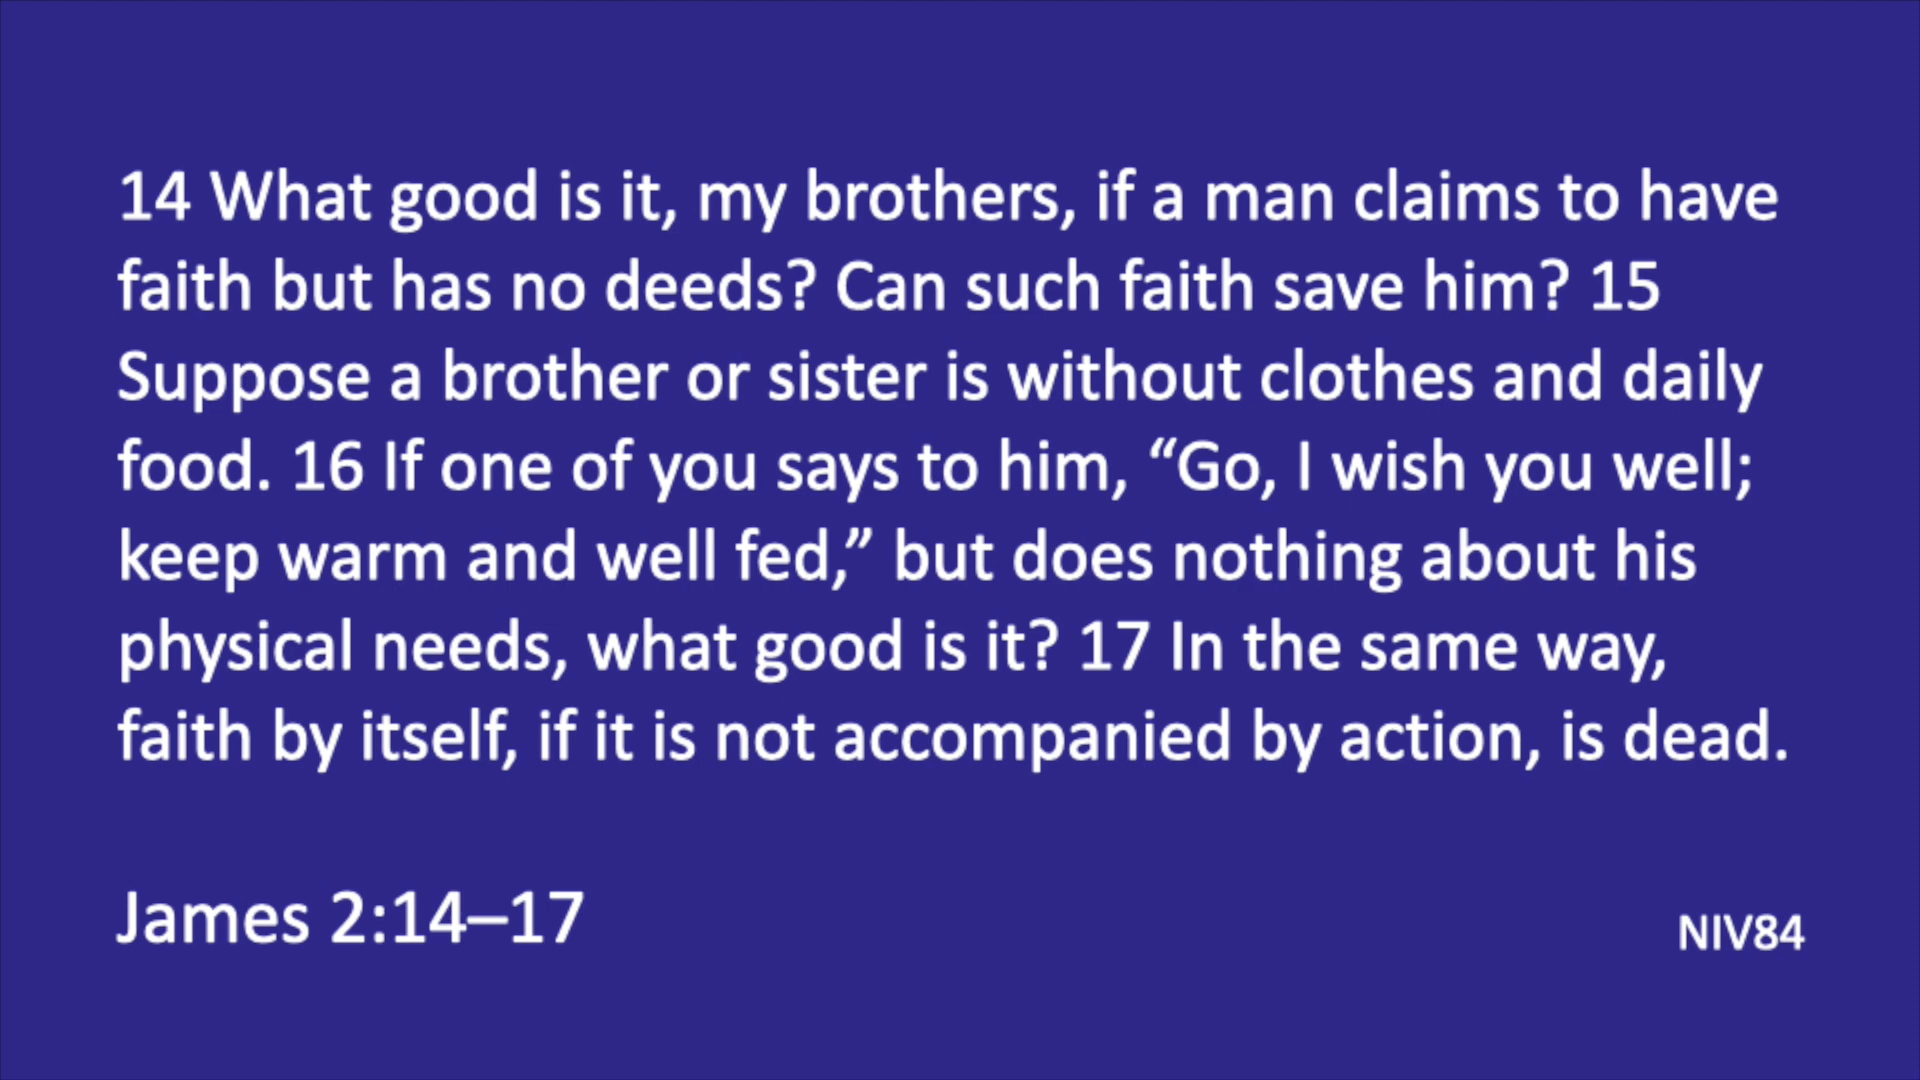 14 What good is it, my brothers, if a man claims to have
faith but has no deeds? Can such faith save him? 15
Suppose a brother or sister is without clothes and daily
food. 16 If one of you says to him, “Go, I wish you well;
keep warm and well fed,” but does nothing about his
physical needs, what good is it? 17 In the same way,
faith by itself, if it is not accompanied by action, is dead.
James 2:14–17
NIV84